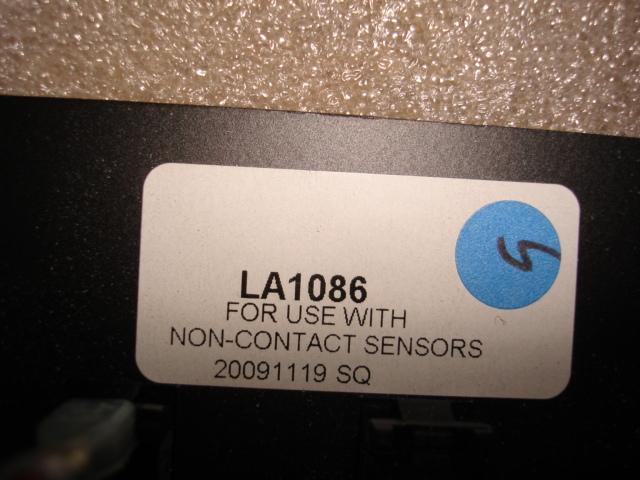 LA1086
FOR USE WITH
NON-CONTACT SENSORS
20091119 SQ